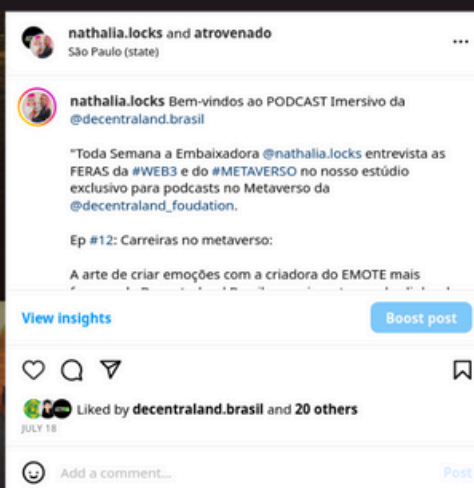 nathalia.locks and atrovenado
São Paulo (state)
nathalia.locks Bem-vindos ao PODCAST Imersivo da
@decentraland.brasil
"Toda Semana a Embaixadora @nathalia.locks entrevista as
FERAS da #WEB3 e do #METAVERSO no nosso estúdio
exclusivo para podcasts no Metaverso da
@decentraland_foudation.
Ep #12: Carreiras no metaverso:
A arte de criar emoções com a criadora do EMOTE mais
View insights
Boost post
Liked by decentraland.brasil and 20 others
JULY 18
Add a comment...
Post